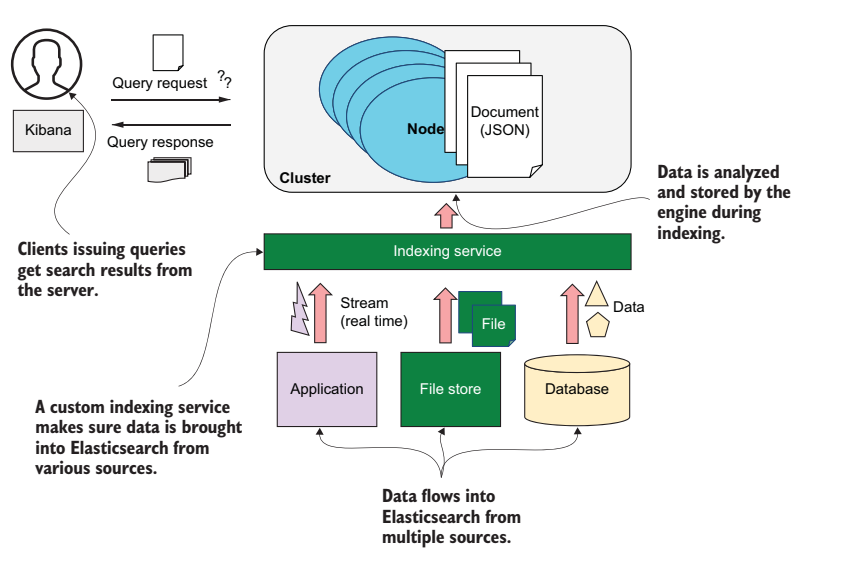 Query request ??
Kibana
Query response
Node
Document
(JSON)
Cluster
Data is analyzed
and stored by the
engine during
indexing.
Clients issuing queries
get search results from
the server.
Indexing service
Stream
(real time)
File
Data
Application
File store
Database
A custom indexing service
makes sure data is brought
into Elasticsearch from
various sources.
Data flows into
Elasticsearch from
multiple sources.